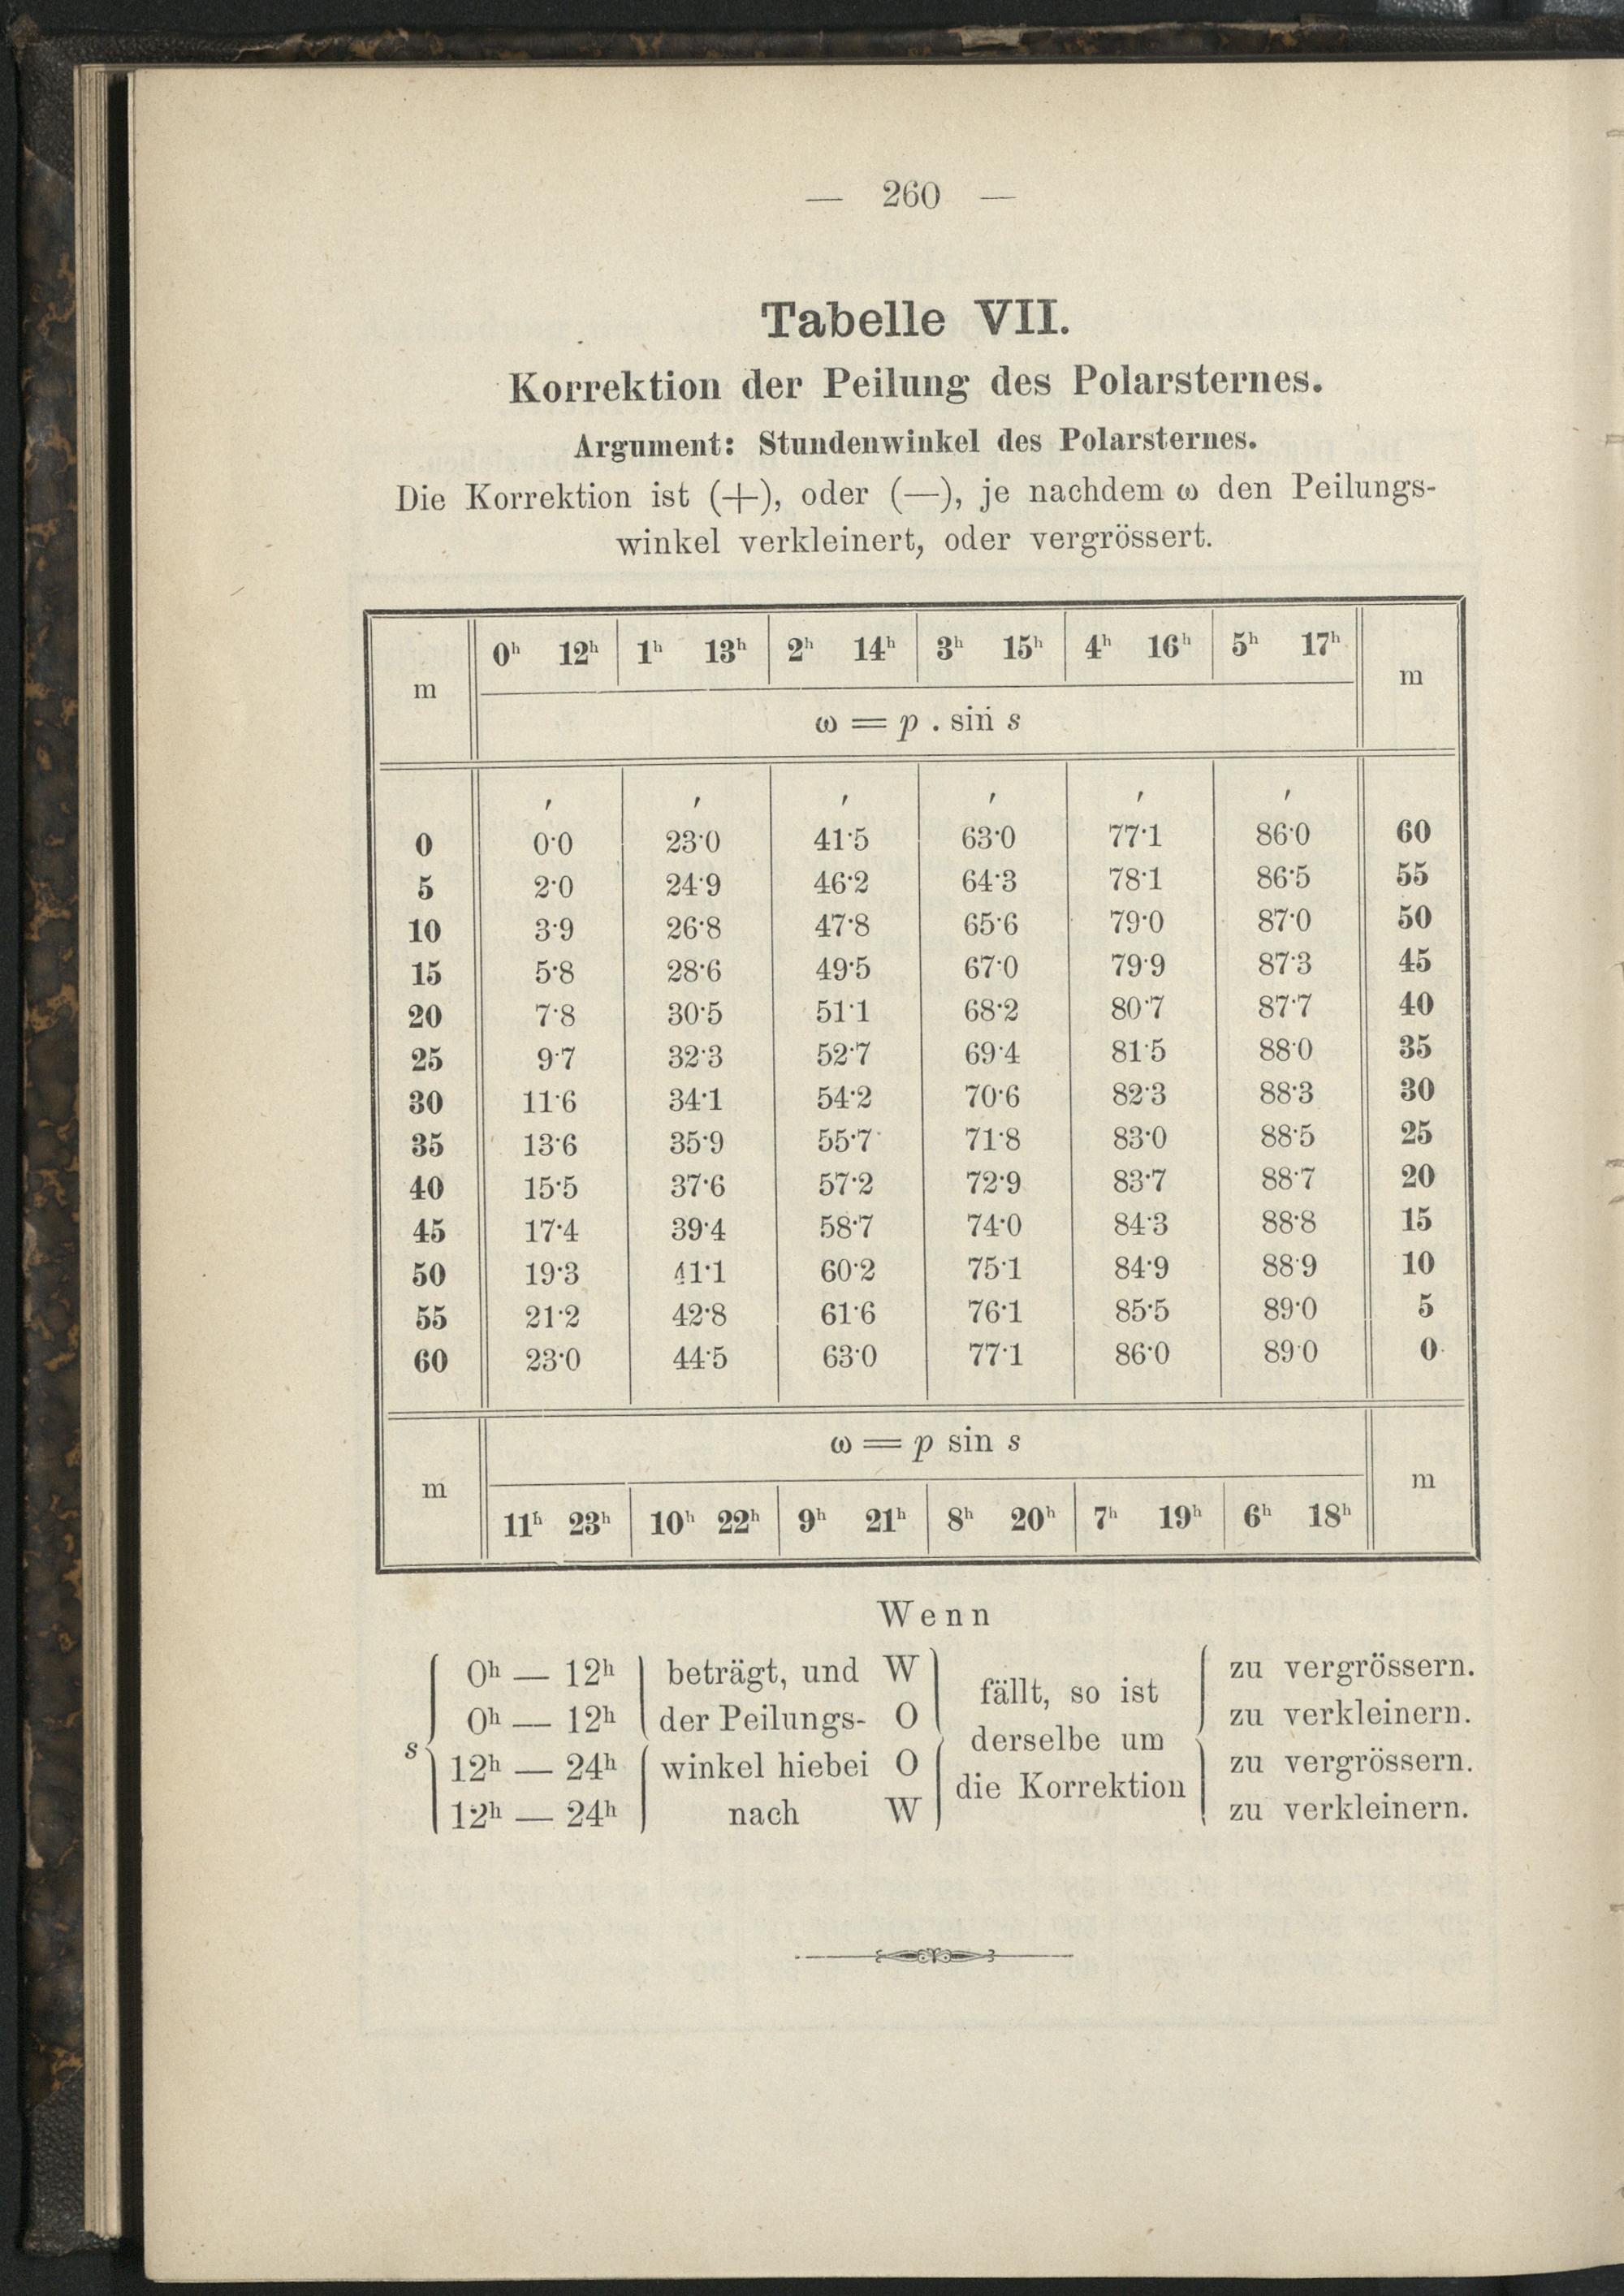 — 260 —
Tabelle VII.
Korrektion der Peilung des Polarsternes.
Argument: Stundenwinkel des Polarsternes.
Die Korrektion ist (+), oder (—), je nachdem ω den Peilungs-
winkel verkleinert, oder vergrössert.
m 0ʰ 12ʰ 1ʰ 13ʰ 2ʰ 14ʰ 3ʰ 15ʰ 4ʰ 16ʰ 5ʰ 17ʰ m
ω = p . sin s
′ ′ ′ ′ ′ ′
0 0·0 23·0 41·5 63·0 77·1 86·0 60
5 2·0 24·9 46·2 64·3 78·1 86·5 55
10 3·9 26·8 47·8 65·6 79·0 87·0 50
15 5·8 28·6 49·5 67·0 79·9 87·3 45
20 7·8 30·5 51·1 68·2 80·7 87·7 40
25 9·7 32·3 52·7 69·4 81·5 88·0 35
30 11·6 34·1 54·2 70·6 82·3 88·3 30
35 13·6 35·9 55·7 71·8 83·0 88·5 25
40 15·5 37·6 57·2 72·9 83·7 88·7 20
45 17·4 39·4 58·7 74·0 84·3 88·8 15
50 19·3 41·1 60·2 75·1 84·9 88·9 10
55 21·2 42·8 61·6 76·1 85·5 89·0 5
60 23·0 44·5 63·0 77·1 86·0 89·0 0
ω = p sin s
m 11ʰ 23ʰ 10ʰ 22ʰ 9ʰ 21ʰ 8ʰ 20ʰ 7ʰ 19ʰ 6ʰ 18ʰ m
Wenn
s
0ʰ — 12ʰ beträgt, und W fällt, so ist zu vergrössern.
0ʰ — 12ʰ der Peilungs- O derselbe um zu verkleinern.
12ʰ — 24ʰ winkel hiebei O die Korrektion zu vergrössern.
12ʰ — 24ʰ nach W zu verkleinern.